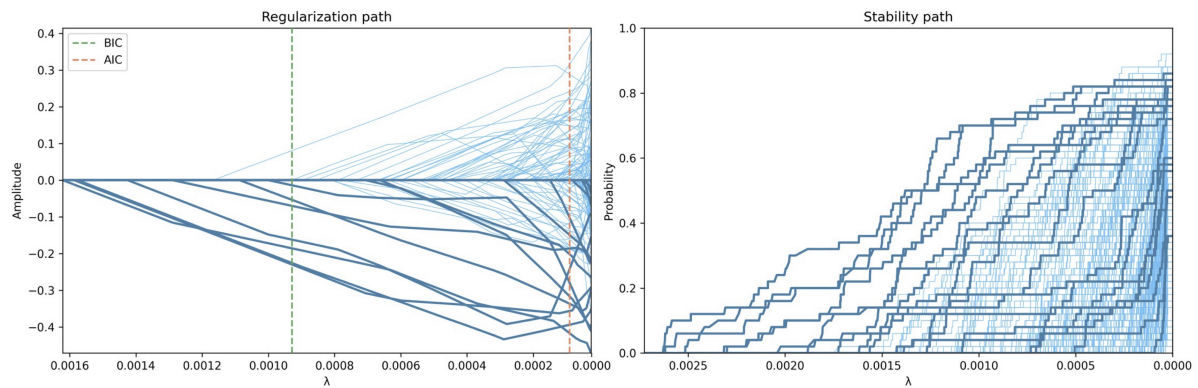 Regularization path
BIC
AIC
0.4
0.3
0.2
0.1
0.0
−0.1
−0.2
−0.3
−0.4
Amplitude
0.0016 0.0014 0.0012 0.0010 0.0008 0.0006 0.0004 0.0002 0.0000
λ
Stability path
1.0
0.8
0.6
0.4
0.2
0.0
Probability
0.0025 0.0020 0.0015 0.0010 0.0005 0.0000
λ